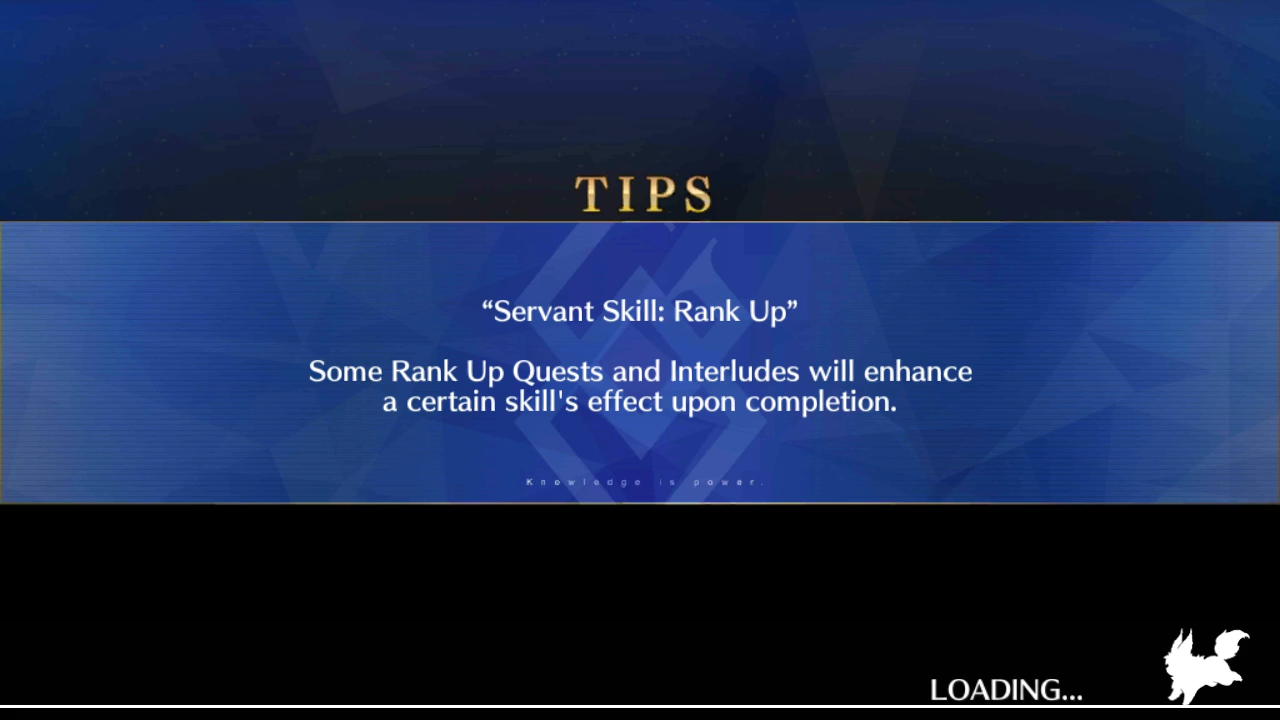 TIPS
“Servant Skill: Rank Up”
Some Rank Up Quests and Interludes will enhance
a certain skill's effect upon completion.
Knowledge is power.
LOADING...